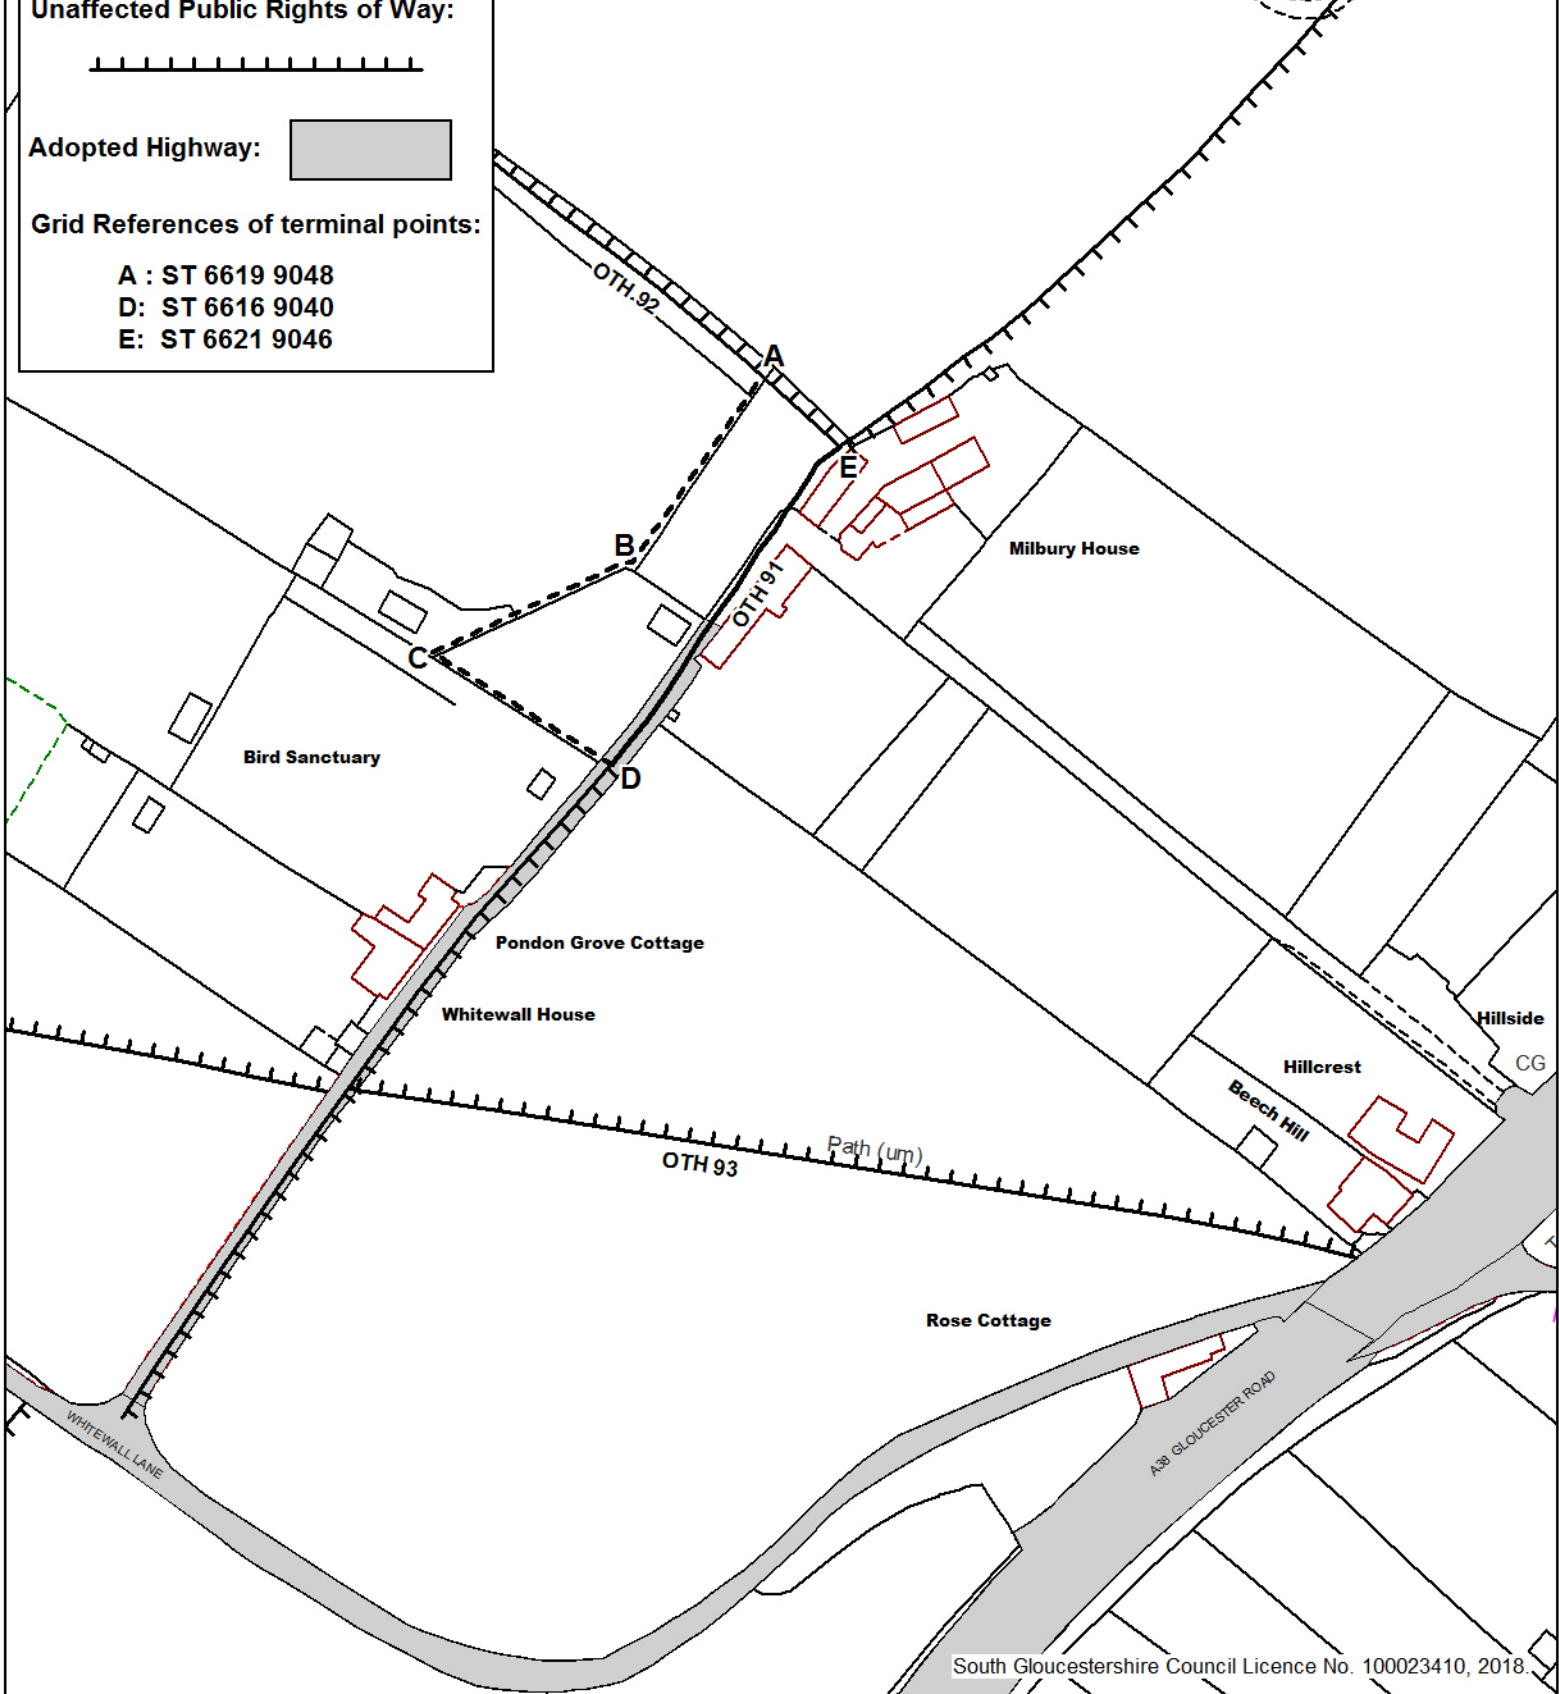 Unaffected Public Rights of Way:
Adopted Highway:
Grid References of terminal points:
A : ST 6619 9048
D: ST 6616 9040
E: ST 6621 9046
OTH 92
A
E
Milbury House
B
OTH 91
C
Bird Sanctuary
D
Pondon Grove Cottage
Whitewall House
Hillside
CG
Hillcrest
Beech Hill
Path (um)
OTH 93
Rose Cottage
A38 GLOUCESTER ROAD
WHITEWALL LANE
South Gloucestershire Council Licence No. 100023410, 2018.